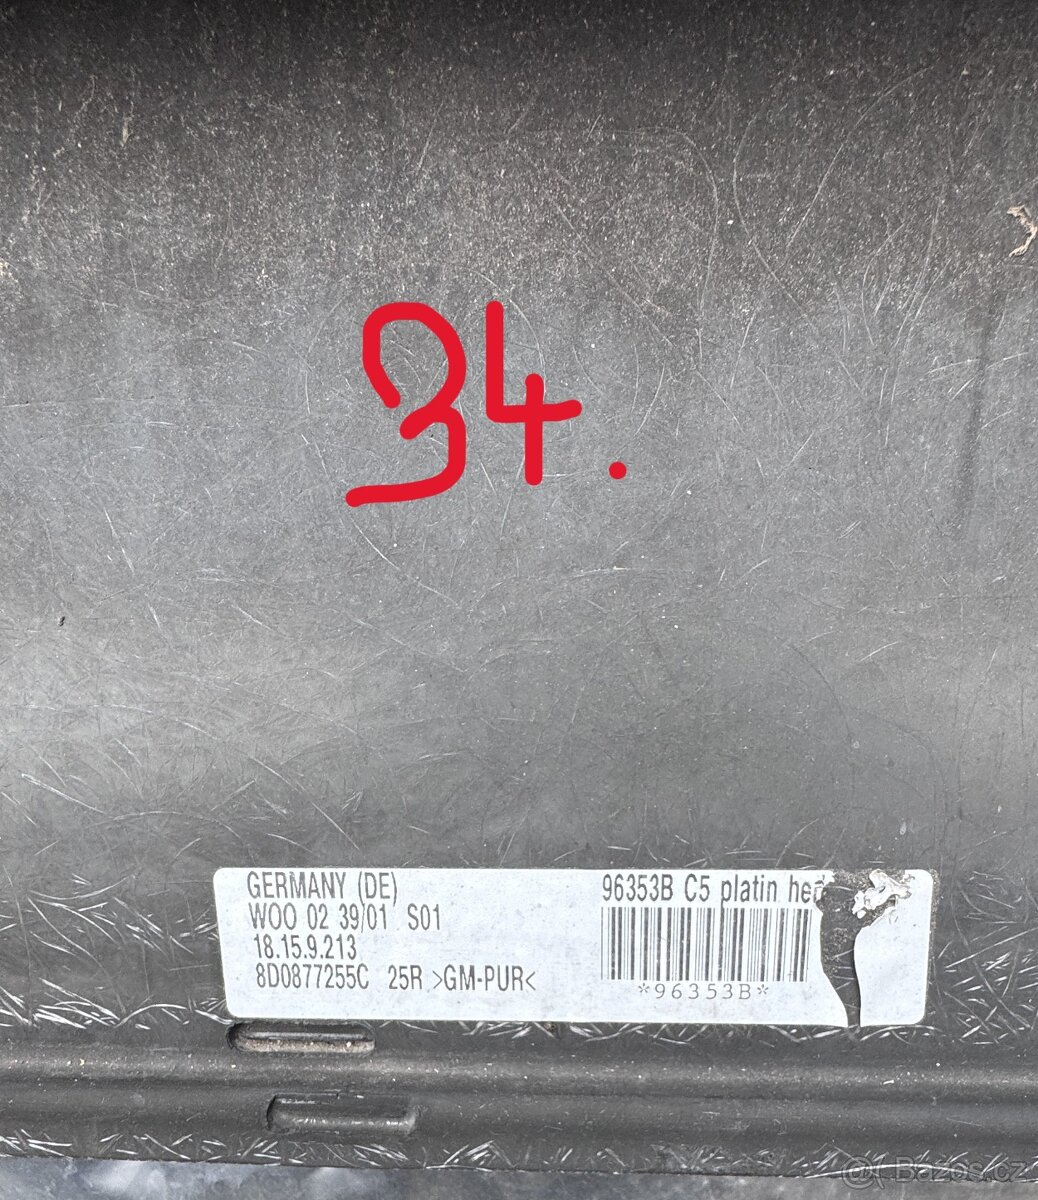 34.
GERMANY (DE)
WOO 02 39/01 S01
18.15.9.213
8D0877255C 25R >GM-PUR<
96353B C5 platin hed
*96353B*
@( Bazos.cz